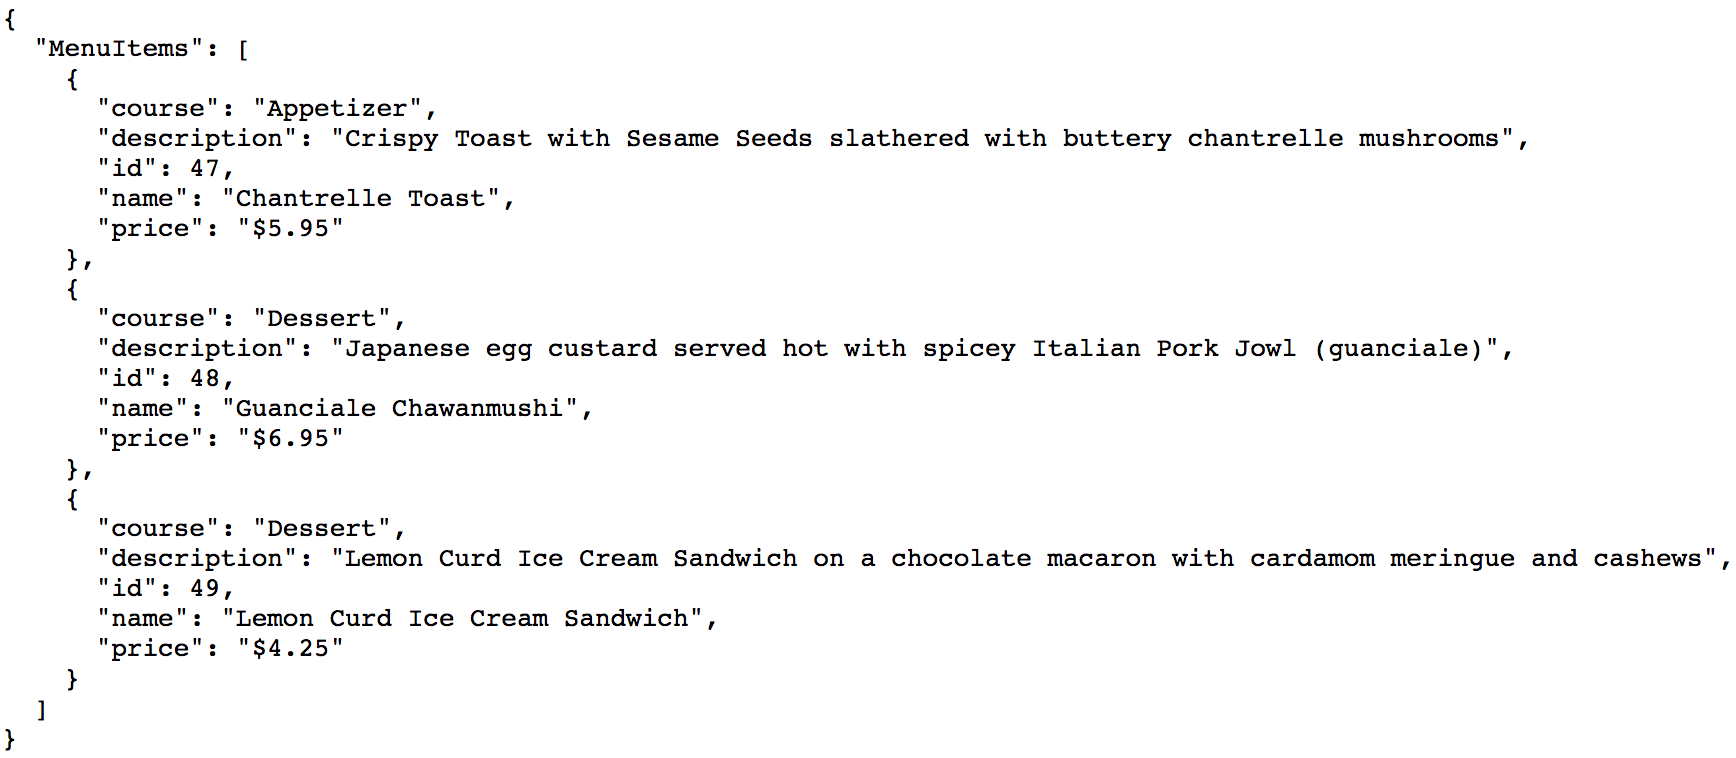 {
  "MenuItems": [
    {
      "course": "Appetizer",
      "description": "Crispy Toast with Sesame Seeds slathered with buttery chantrelle mushrooms",
      "id": 47,
      "name": "Chantrelle Toast",
      "price": "$5.95"
    },
    {
      "course": "Dessert",
      "description": "Japanese egg custard served hot with spicey Italian Pork Jowl (guanciale)",
      "id": 48,
      "name": "Guanciale Chawanmushi",
      "price": "$6.95"
    },
    {
      "course": "Dessert",
      "description": "Lemon Curd Ice Cream Sandwich on a chocolate macaron with cardamom meringue and cashews",
      "id": 49,
      "name": "Lemon Curd Ice Cream Sandwich",
      "price": "$4.25"
    }
  ]
}